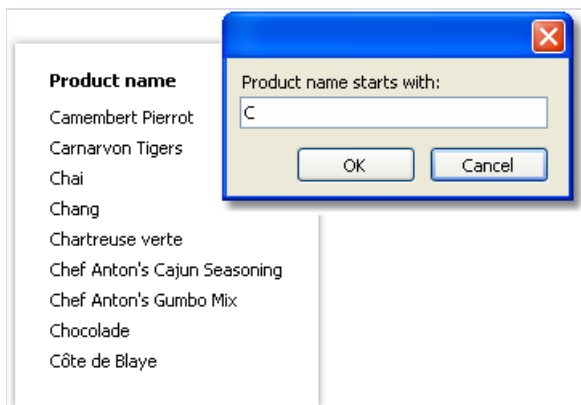 Product name
Camembert Pierrot
Carnarvon Tigers
Chai
Chang
Chartreuse verte
Chef Anton's Cajun Seasoning
Chef Anton's Gumbo Mix
Chocolade
Côte de Blaye
Product name starts with:
C
OK
Cancel